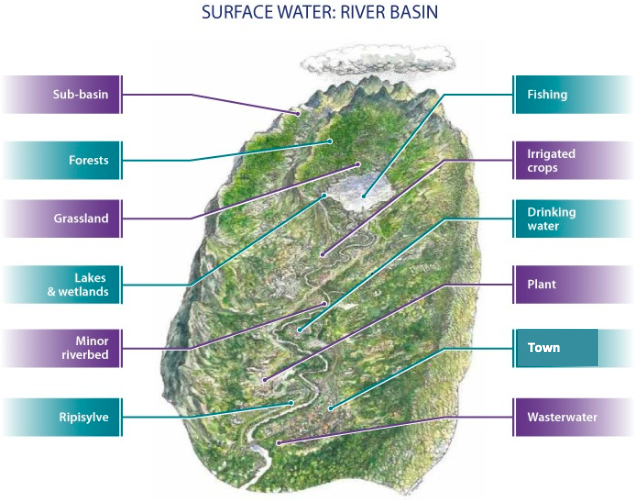 SURFACE WATER: RIVER BASIN
Sub-basin
Forests
Grassland
Lakes
& wetlands
Minor
riverbed
Ripisylve
Fishing
Irrigated
crops
Drinking
water
Plant
Town
Wasterwater